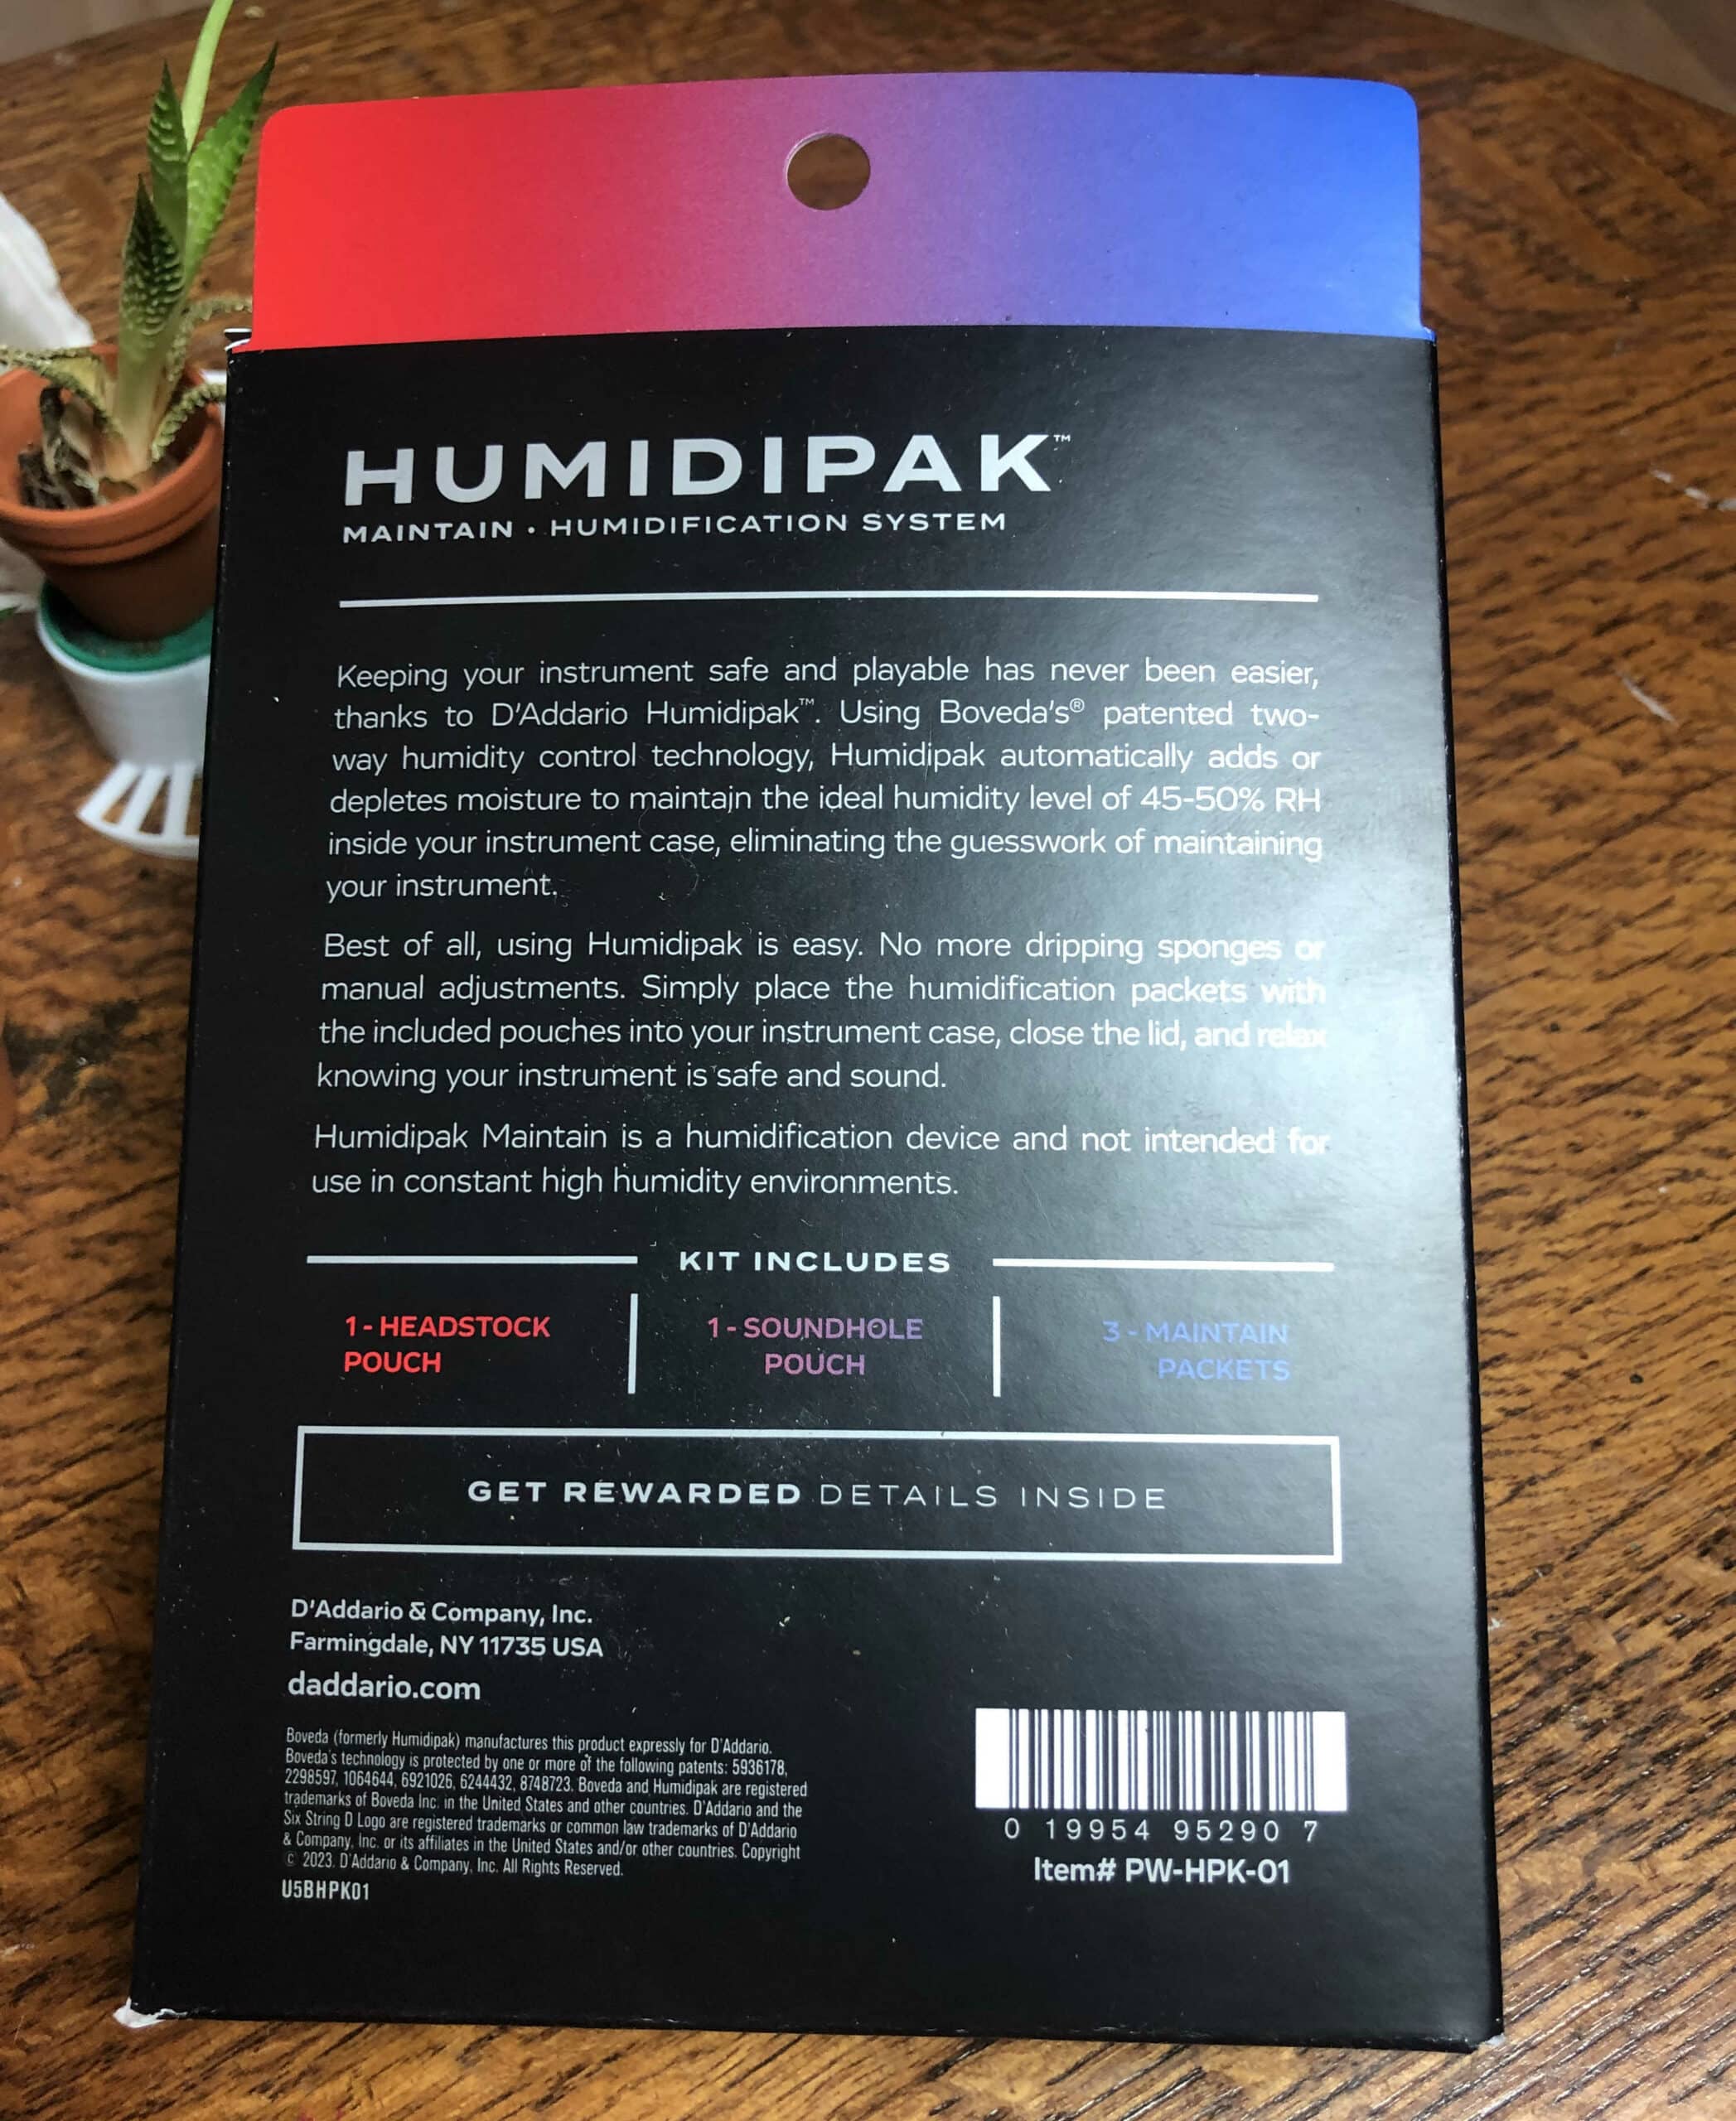 HUMIDIPAK™
MAINTAIN • HUMIDIFICATION SYSTEM
Keeping your instrument safe and playable has never been easier,
thanks to D'Addario Humidipak™. Using Boveda's® patented two-
way humidity control technology, Humidipak automatically adds or
depletes moisture to maintain the ideal humidity level of 45-50% RH
inside your instrument case, eliminating the guesswork of maintaining
your instrument.
Best of all, using Humidipak is easy. No more dripping sponges or
manual adjustments. Simply place the humidification packets with
the included pouches into your instrument case, close the lid, and relax
knowing your instrument is safe and sound.
Humidipak Maintain is a humidification device and not intended for
use in constant high humidity environments.
KIT INCLUDES
1 - HEADSTOCK
POUCH
1 - SOUNDHOLE
POUCH
3 - MAINTAIN
PACKETS
GET REWARDED DETAILS INSIDE
D'Addario & Company, Inc.
Farmingdale, NY 11735 USA
daddario.com
Boveda (formerly Humidipak) manufactures this product expressly for D'Addario.
Boveda's technology is protected by one or more of the following patents: 5936178,
2298597, 1064644, 6921026, 6244432, 8748723. Boveda and Humidipak are registered
trademarks of Boveda Inc. in the United States and other countries. D'Addario and the
Six String D Logo are registered trademarks or common law trademarks of D'Addario
& Company, Inc. or its affiliates in the United States and/or other countries. Copyright
© 2023. D'Addario & Company, Inc. All Rights Reserved.
U5BHPK01
0 19954 95290 7
Item# PW-HPK-01